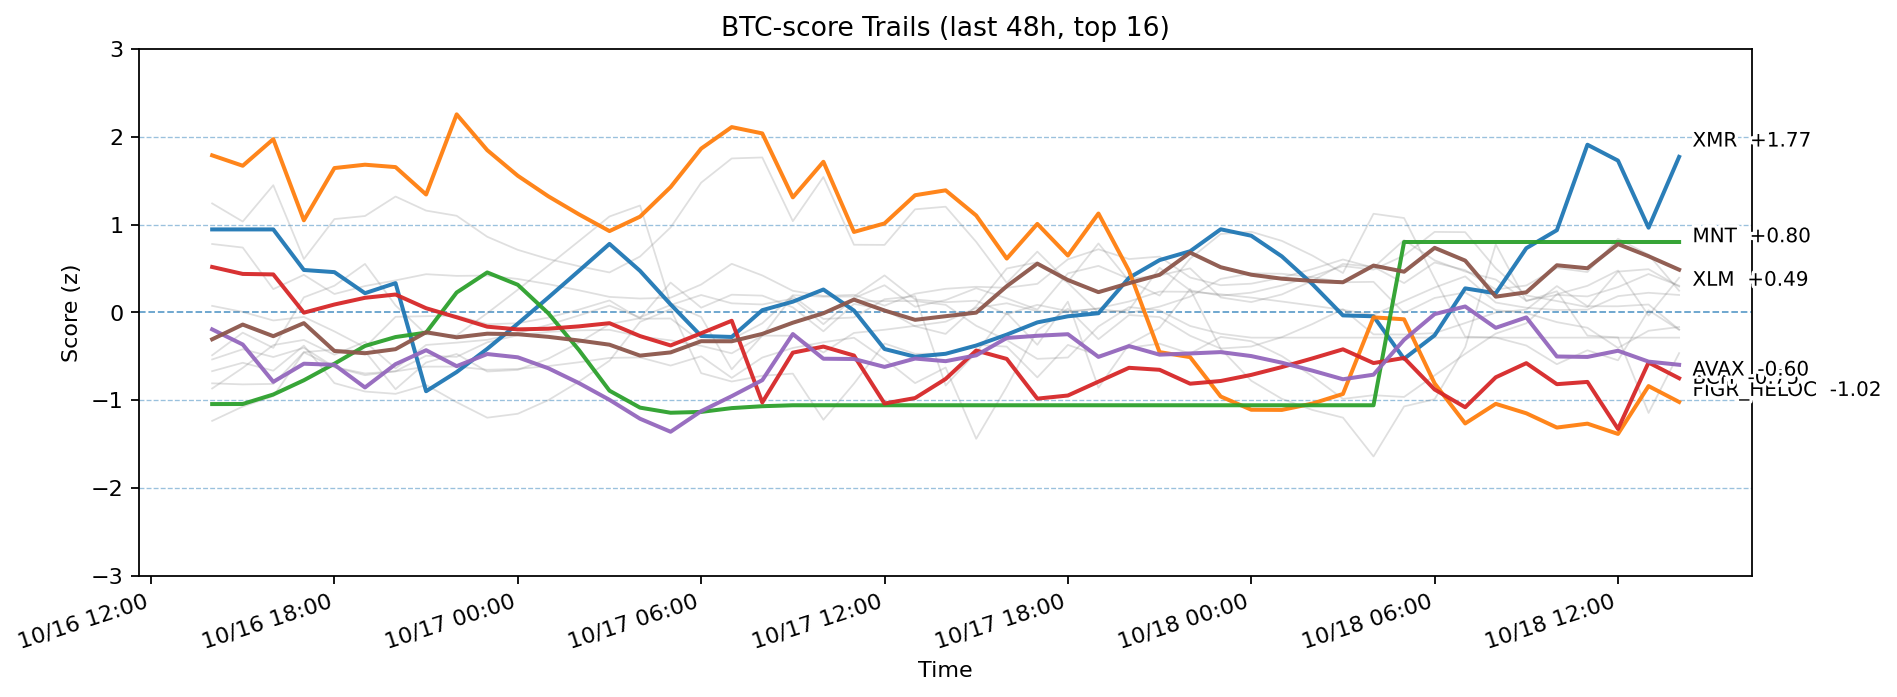 BTC-score Trails (last 48h, top 16)
Score (z)
3
2
1
0
−1
−2
−3
XMR +1.77
MNT +0.80
XLM +0.49
AVAX -0.60
FIGR_HELOC -1.02
10/16 12:00
10/16 18:00
10/17 00:00
10/17 06:00
10/17 12:00
10/17 18:00
10/18 00:00
10/18 06:00
10/18 12:00
Time